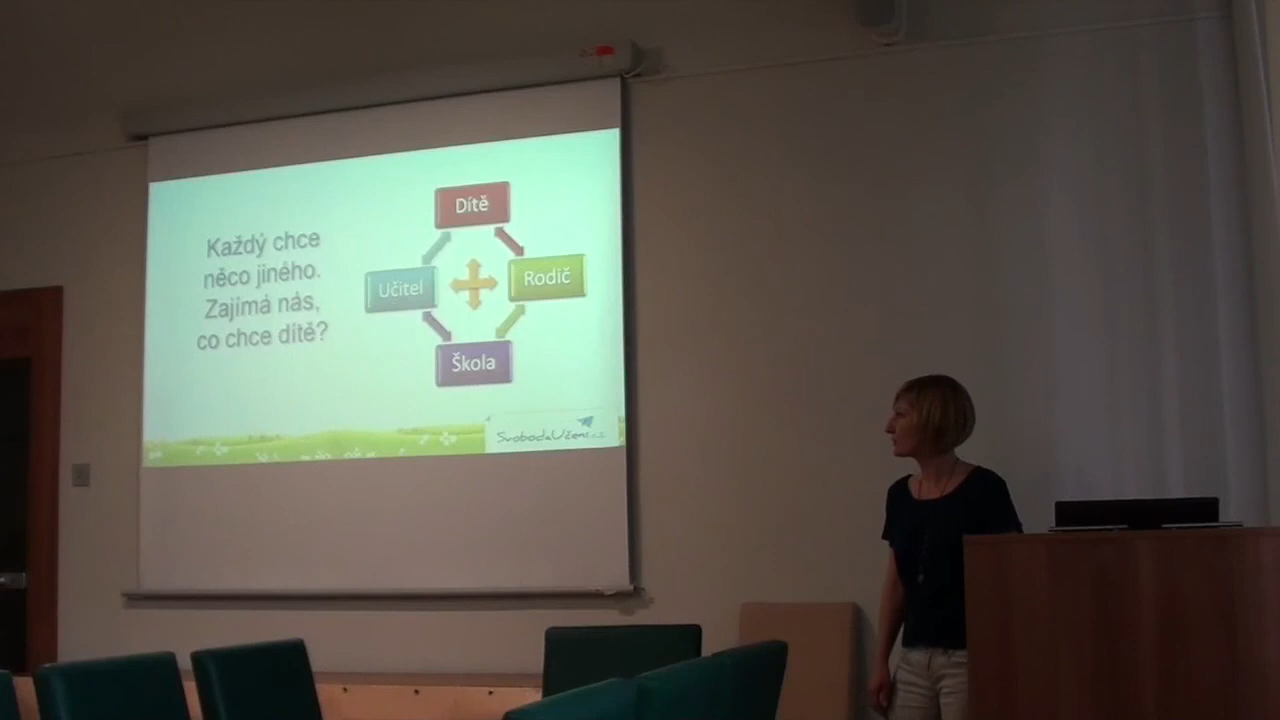 Každý chce
něco jiného.
Zajímá nás,
co chce dítě?
Dítě
Učitel
Rodič
Škola
SvobodaUčení.cz